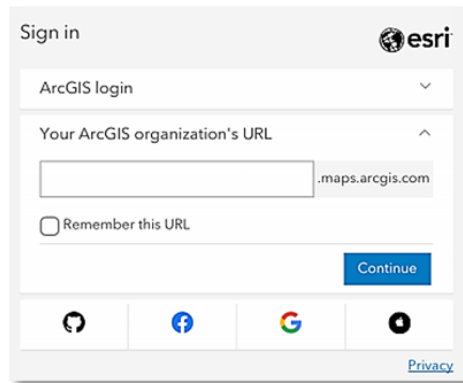 Sign in
esri
ArcGIS login
Your ArcGIS organization's URL
.maps.arcgis.com
Remember this URL
Continue
Privacy